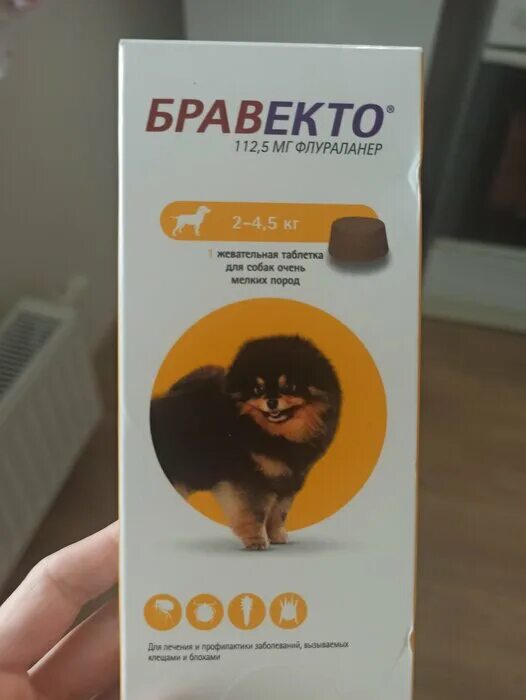 БРАВЕКТО®
112,5 МГ ФЛУРАЛАНЕР
2–4,5 кг
1 жевательная таблетка
для собак очень
мелких пород
Для лечения и профилактики заболеваний, вызываемых
клещами и блохами